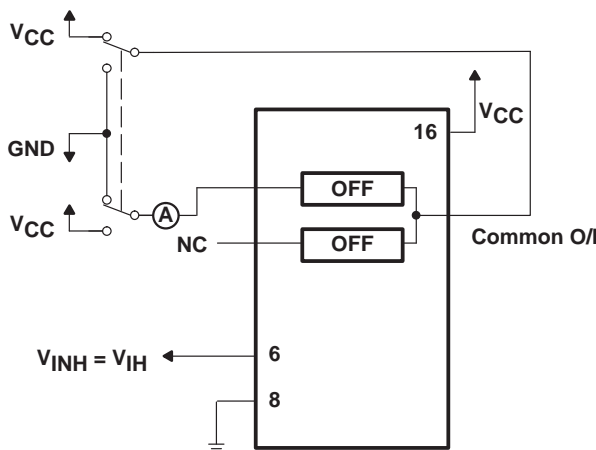 VCC
VCC
16
GND
OFF
A
VCC
OFF
NC
Common O/I
VINH = VIH
6
8